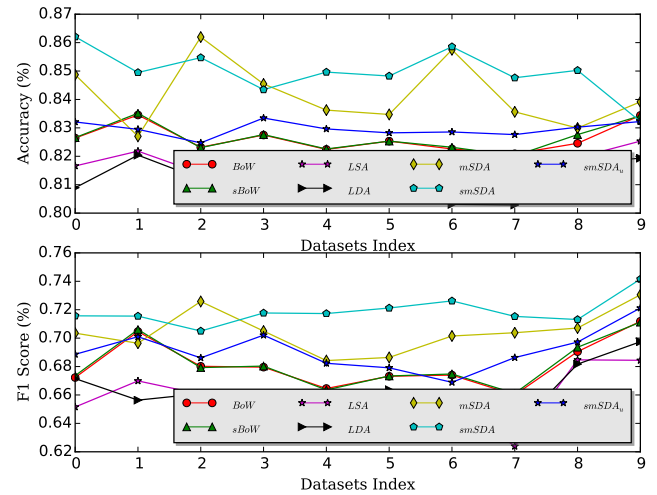 0.87
0.86
0.85
0.84
0.83
0.82
0.81
0.80
Accuracy (%)
BoW
sBoW
LSA
LDA
mSDA
smSDA
smSDA_u
0 1 2 3 4 5 6 7 8 9
Datasets Index
0.76
0.74
0.72
0.70
0.68
0.66
0.64
0.62
F1 Score (%)
BoW
sBoW
LSA
LDA
mSDA
smSDA
smSDA_u
0 1 2 3 4 5 6 7 8 9
Datasets Index